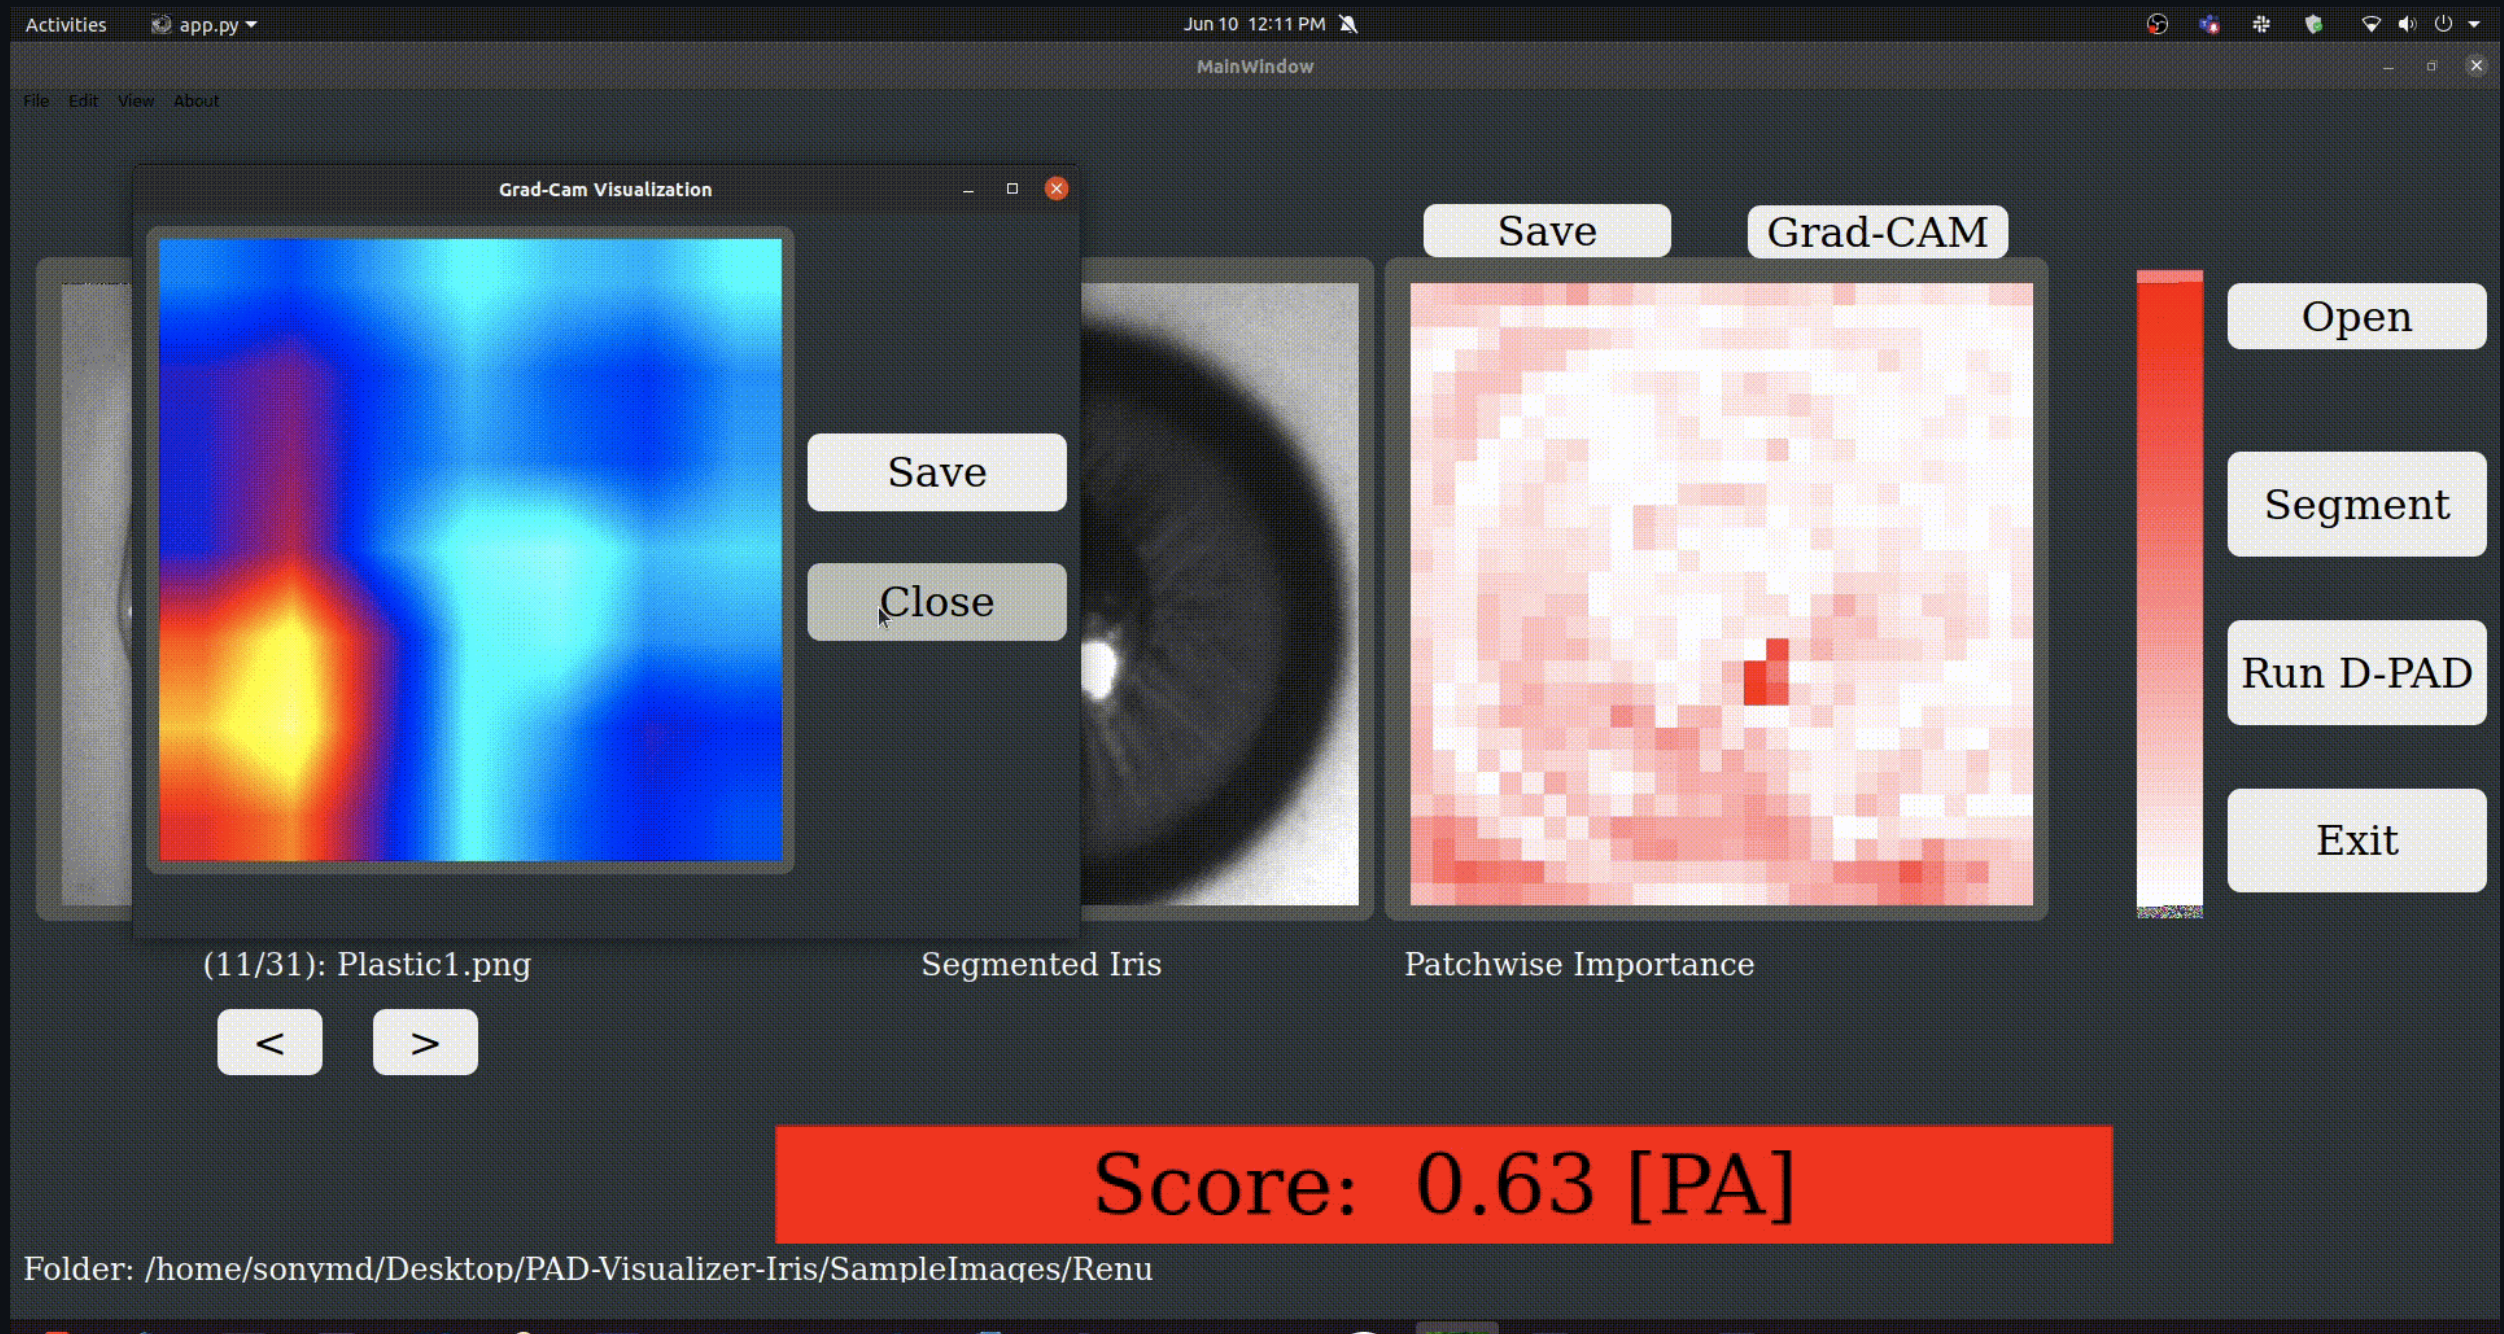 Activities app.py Jun 10 12:11 PM
MainWindow
File Edit View About
Grad-Cam Visualization
Save Grad-CAM
Open
Save
Segment
Close
Run D-PAD
Exit
(11/31): Plastic1.png Segmented Iris Patchwise Importance
< >
Score: 0.63 [PA]
Folder: /home/sonymd/Desktop/PAD-Visualizer-Iris/SampleImages/Renu